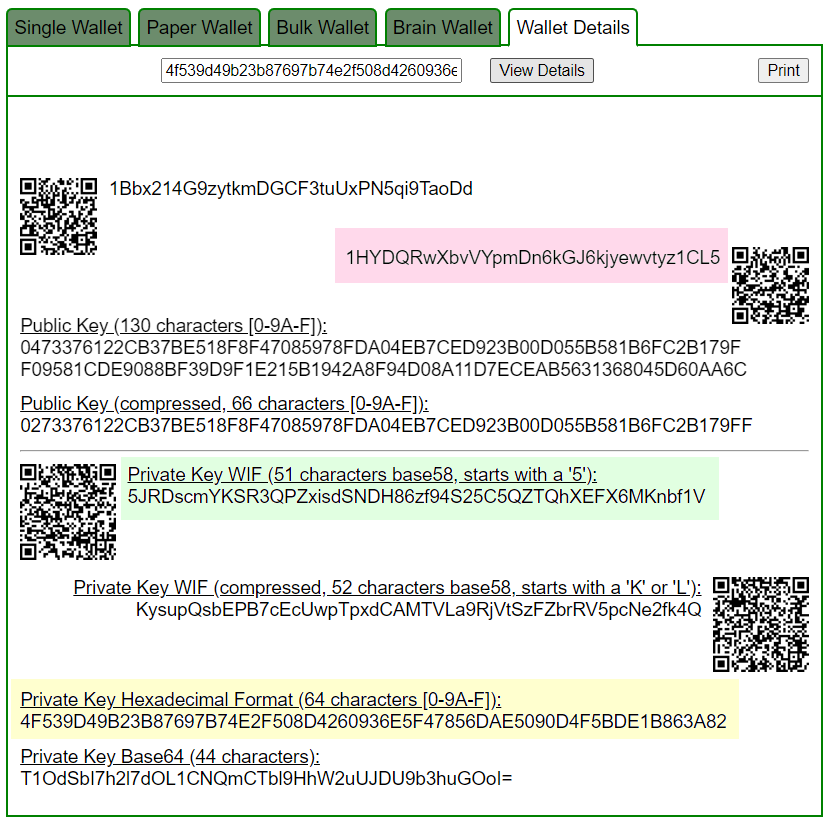 Single Wallet Paper Wallet Bulk Wallet Brain Wallet Wallet Details
4f539d49b23b87697b74e2f508d4260936e View Details Print
1Bbx214G9zytkmDGCF3tuUxPN5qi9TaoDd
1HYDQRwXbvVYpmDn6kGJ6kjyewvtyz1CL5
Public Key (130 characters [0-9A-F]):
0473376122CB37BE518F8F47085978FDA04EB7CED923B00D055B581B6FC2B179F
F09581CDE9088BF39D9F1E215B1942A8F94D08A11D7ECEAB5631368045D60AA6C
Public Key (compressed, 66 characters [0-9A-F]):
0273376122CB37BE518F8F47085978FDA04EB7CED923B00D055B581B6FC2B179FF
Private Key WIF (51 characters base58, starts with a '5'):
5JRDscmYKSR3QPZxisdSNDH86zf94S25C5QZTQhXEFX6MKnbf1V
Private Key WIF (compressed, 52 characters base58, starts with a 'K' or 'L'):
KysupQsbEPB7cEcUwpTpxdCAMTVLa9RjVtSzFZbrRV5pcNe2fk4Q
Private Key Hexadecimal Format (64 characters [0-9A-F]):
4F539D49B23B87697B74E2F508D4260936E5F47856DAE5090D4F5BDE1B863A82
Private Key Base64 (44 characters):
T1OdSbI7h2l7dOL1CNQmCTbl9HhW2uUJDU9b3huGOoI=